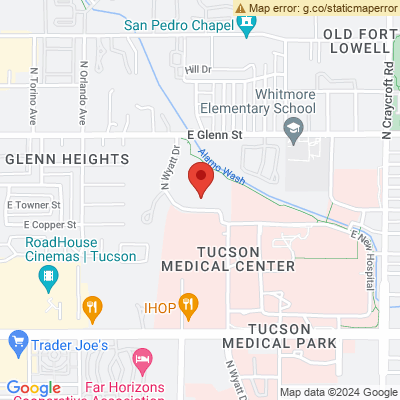 Map error: g.co/staticmaperror
San Pedro Chapel
OLD FORT
LOWELL
Hill Dr
Whitmore
Elementary School
N Torino Ave
N Orlando Ave
N Craycroft Rd
E Glenn St
Alamo Wash
N Wyatt Dr
GLENN HEIGHTS
E Towner St
E Copper St
E New Hospital
RoadHouse
Cinemas | Tucson
TUCSON
MEDICAL CENTER
IHOP
TUCSON
MEDICAL PARK
Trader Joe's
N Wyatt Dr
Far Horizons
Cooperative Association
Google
Map data ©2024 Google